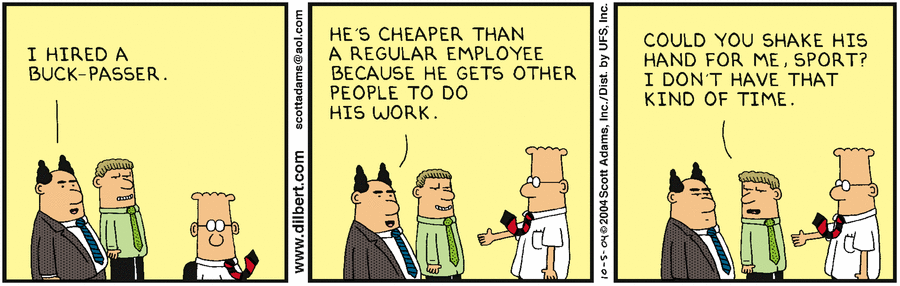 I HIRED A
BUCK-PASSER.
www.dilbert.com scottadams@aol.com
HE'S CHEAPER THAN
A REGULAR EMPLOYEE
BECAUSE HE GETS OTHER
PEOPLE TO DO
HIS WORK.
10-5-04 © 2004 Scott Adams, Inc./Dist. by UFS, Inc.
COULD YOU SHAKE HIS
HAND FOR ME, SPORT?
I DON'T HAVE THAT
KIND OF TIME.